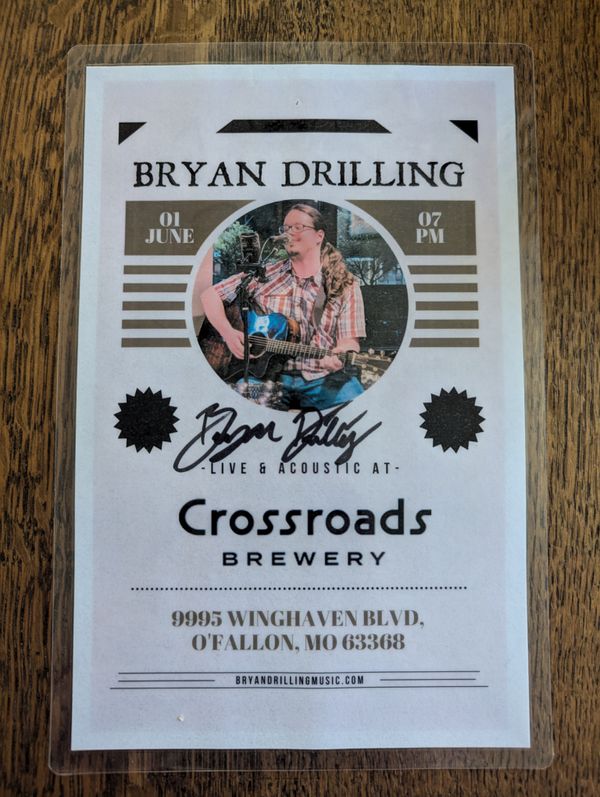 BRYAN DRILLING
01
JUNE
07
PM
Bryan Drilling
-LIVE & ACOUSTIC AT-
Crossroads
BREWERY
9995 WINGHAVEN BLVD,
O'FALLON, MO 63368
BRYANDRILLINGMUSIC.COM